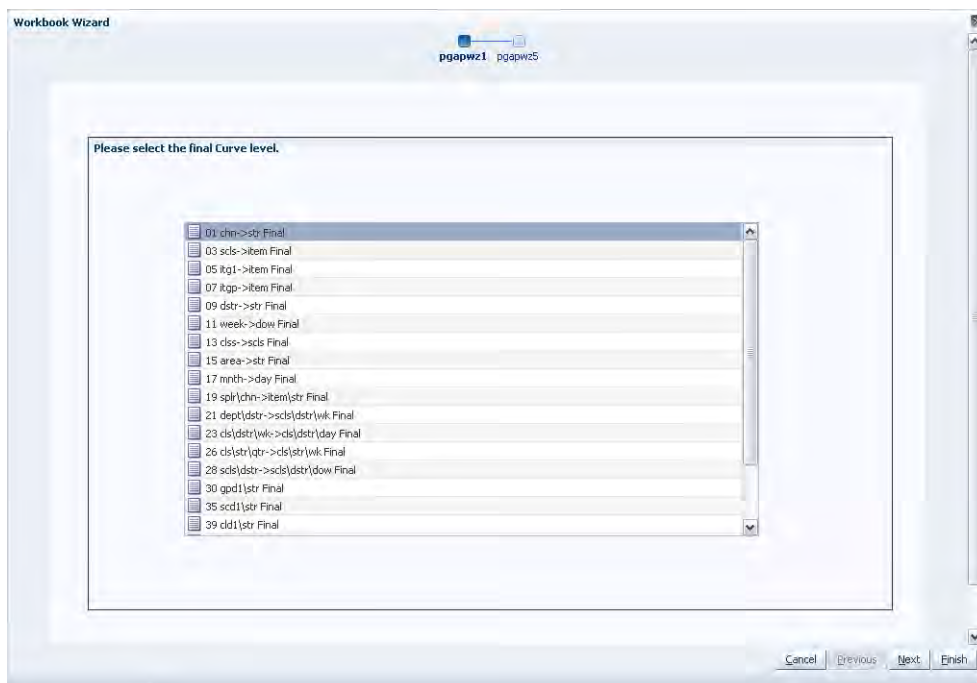 Workbook Wizard
pgapwz1 pgapwz5
Please select the final Curve level.
01 chn->str Final
03 scls->item Final
05 itg1->item Final
07 itgp->item Final
09 dstr->str Final
11 week->dow Final
13 clss->scls Final
15 area->str Final
17 mnth->day Final
19 splr\chn->item\str Final
21 dept\dstr->scls\dstr\wk Final
23 cls\dstr\wk->cls\dstr\day Final
26 cls\str\qtr->cls\str\wk Final
28 scls\dstr->scls\dstr\dow Final
30 gpd1\str Final
35 scd1\str Final
39 cld1\str Final
Cancel Previous Next Finish